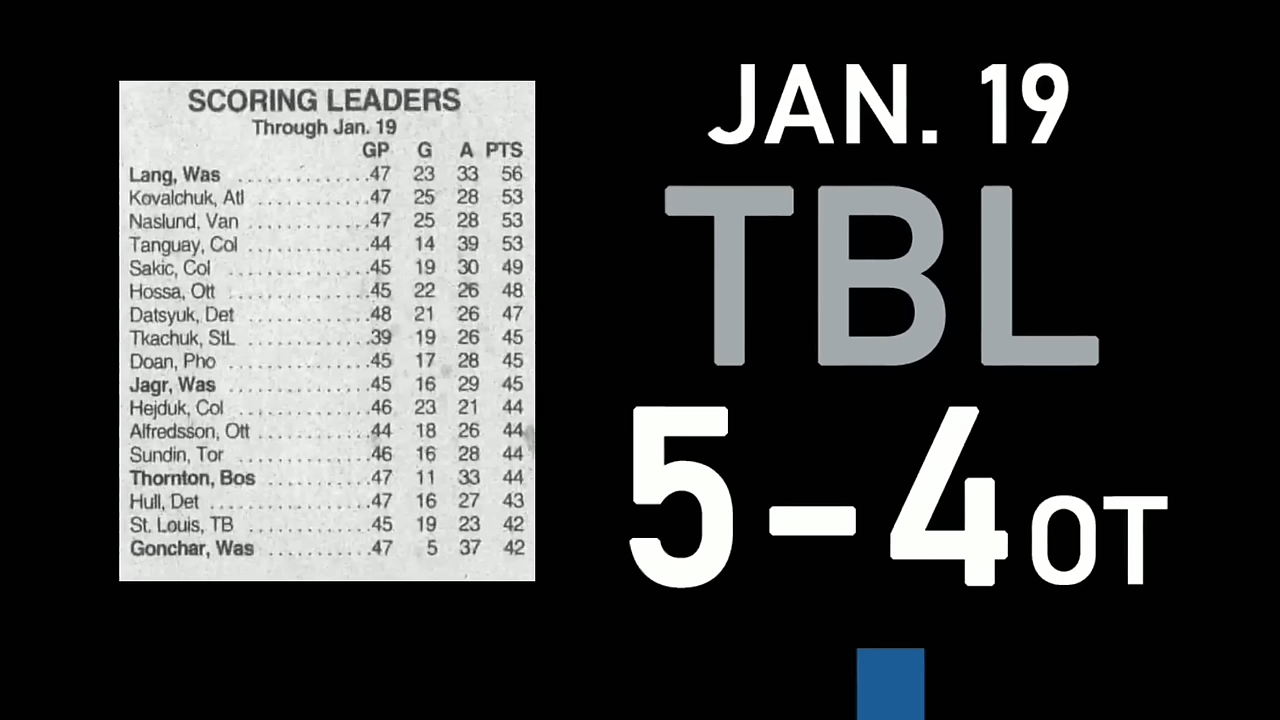 SCORING LEADERS
Through Jan. 19
GP G A PTS
Lang, Was ..............47 23 33 56
Kovalchuk, Atl ............47 25 28 53
Naslund, Van .............47 25 28 53
Tanguay, Col .............44 14 39 53
Sakic, Col ...............45 19 30 49
Hossa, Ott ...............45 22 26 48
Datsyuk, Det .............48 21 26 47
Tkachuk, StL .............39 19 26 45
Doan, Pho ...............45 17 28 45
Jagr, Was ...............45 16 29 45
Hejduk, Col ..............46 23 21 44
Alfredsson, Ott ............44 18 26 44
Sundin, Tor ..............46 16 28 44
Thornton, Bos ...........47 11 33 44
Hull, Det ................47 16 27 43
St. Louis, TB .............45 19 23 42
Gonchar, Was ...........47 5 37 42
JAN. 19
TBL
5-4 OT